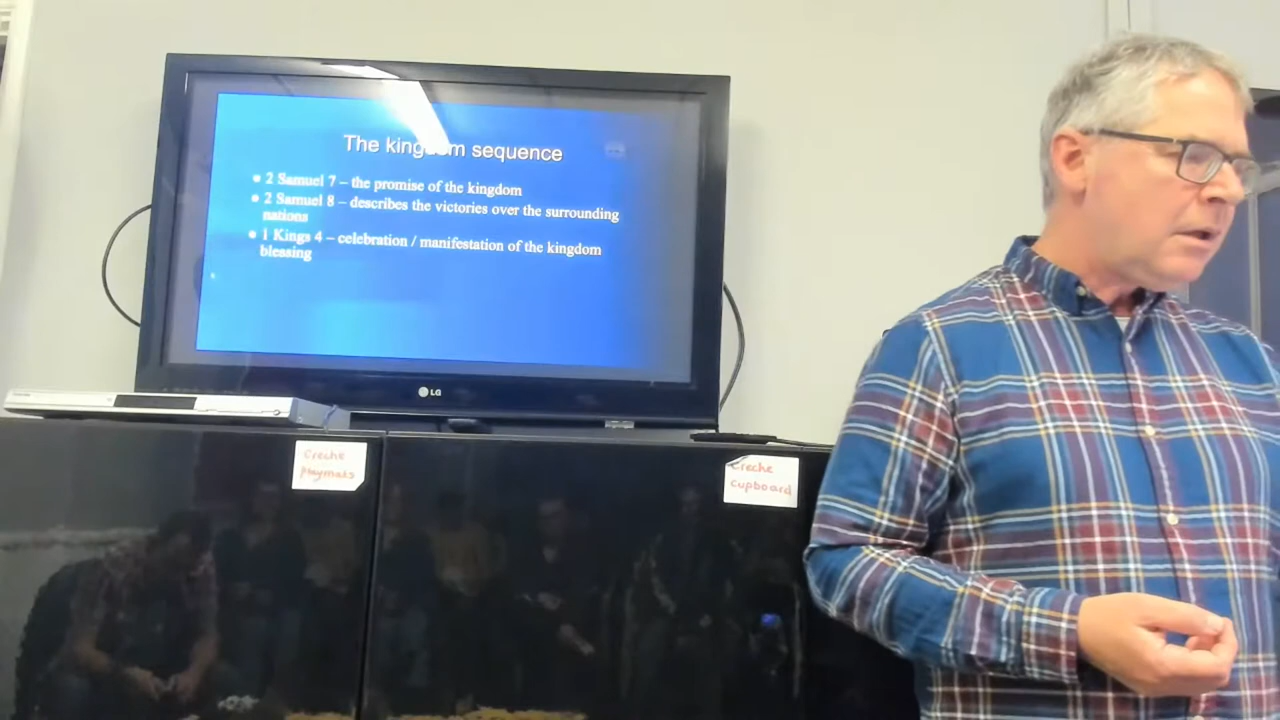 The kingdom sequence
• 2 Samuel 7 – the promise of the kingdom
• 2 Samuel 8 – describes the victories over the surrounding
nations
• 1 Kings 4 – celebration / manifestation of the kingdom
blessing
LG
Creche
Playmats
Creche
Cupboard